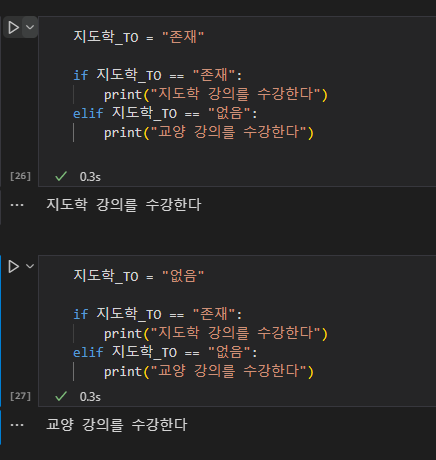 지도학_TO = "존재"
if 지도학_TO == "존재":
print("지도학 강의를 수강한다")
elif 지도학_TO == "없음":
print("교양 강의를 수강한다")
[26] 0.3s
... 지도학 강의를 수강한다
지도학_TO = "없음"
if 지도학_TO == "존재":
print("지도학 강의를 수강한다")
elif 지도학_TO == "없음":
print("교양 강의를 수강한다")
[27] 0.3s
... 교양 강의를 수강한다